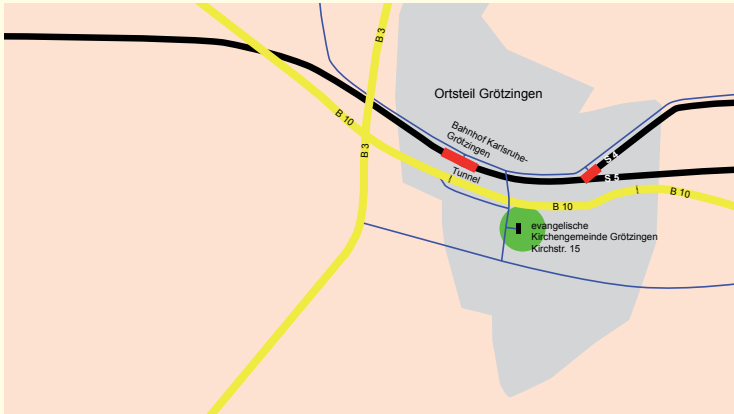 B 3
Ortsteil Grötzingen
B 10
Bahnhof Karlsruhe-
Grötzingen
B 3
Tunnel
S 4
S 5
B 10
B 10
evangelische
Kirchengemeinde Grötzingen
Kirchstr. 15